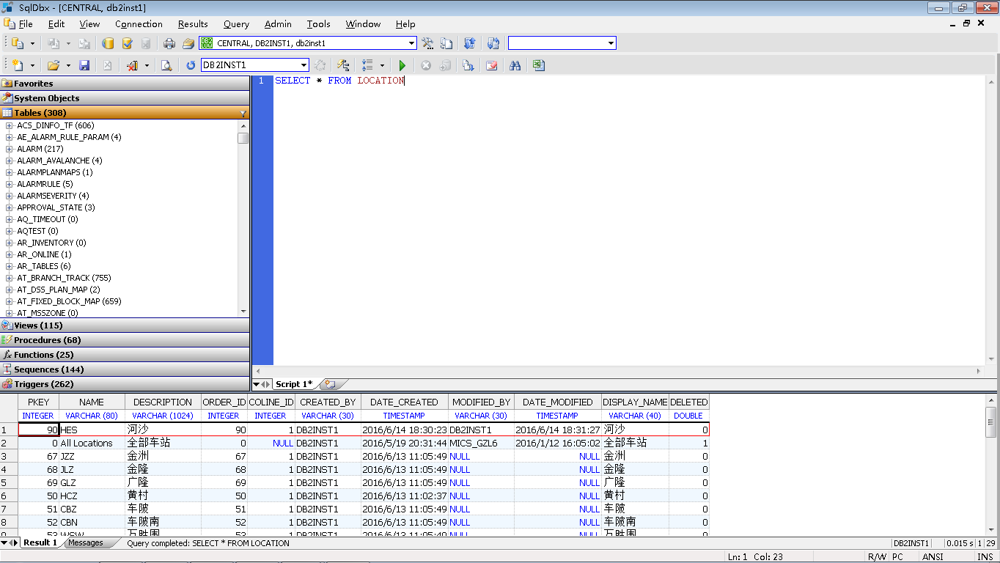 SqlDbx - [CENTRAL, db2inst1]
File Edit View Connection Results Query Admin Tools Window Help
CENTRAL, DB2INST1, db2inst1
DB2INST1
Favorites
System Objects
Tables (308)
ACS_DINFO_TF (606)
AE_ALARM_RULE_PARAM (4)
ALARM (217)
ALARM_AVALANCHE (4)
ALARMPLANMAPS (1)
ALARMRULE (5)
ALARMSEVERITY (4)
APPROVAL_STATE (3)
AQ_TIMEOUT (0)
AQTEST (0)
AR_INVENTORY (0)
AR_ONLINE (1)
AR_TABLES (6)
AT_BRANCH_TRACK (755)
AT_DSS_PLAN_MAP (2)
AT_FIXED_BLOCK_MAP (659)
AT_MSSZONE (0)
Views (115)
Procedures (68)
Functions (25)
Sequences (144)
Triggers (262)
1 SELECT * FROM LOCATION
Script 1*
PKEY NAME DESCRIPTION ORDER_ID COLINE_ID CREATED_BY DATE_CREATED MODIFIED_BY DATE_MODIFIED DISPLAY_NAME DELETED
INTEGER VARCHAR (80) VARCHAR (1024) INTEGER INTEGER VARCHAR (30) TIMESTAMP VARCHAR (30) TIMESTAMP VARCHAR (40) DOUBLE
1 90 HES 河沙 90 1 DB2INST1 2016/6/14 18:30:23 DB2INST1 2016/6/14 18:31:27 河沙 0
2 0 All Locations 全部车站 0 NULL DB2INST1 2016/5/19 20:31:44 MICS_GZL6 2016/1/12 16:05:02 全部车站 1
3 67 JZZ 金洲 67 1 DB2INST1 2016/6/13 11:05:49 NULL NULL 金洲 0
4 68 JLZ 金隆 68 1 DB2INST1 2016/6/13 11:05:49 NULL NULL 金隆 0
5 69 GLZ 广隆 69 1 DB2INST1 2016/6/13 11:05:49 NULL NULL 广隆 0
6 50 HCZ 黄村 50 1 DB2INST1 2016/6/13 11:02:37 NULL NULL 黄村 0
7 51 CBZ 车陂 51 1 DB2INST1 2016/6/13 11:05:49 NULL NULL 车陂 0
8 52 CBN 车陂南 52 1 DB2INST1 2016/6/13 11:05:49 NULL NULL 车陂南 0
53 WSW 万胜围 53 1 DB2INST1 2016/6/13 11:05:49 NULL NULL 万胜围 0
Result 1 Messages Query completed: SELECT * FROM LOCATION DB2INST1 0.015 s 1 29
Ln: 1 Col: 23 R/W PC ANSI INS